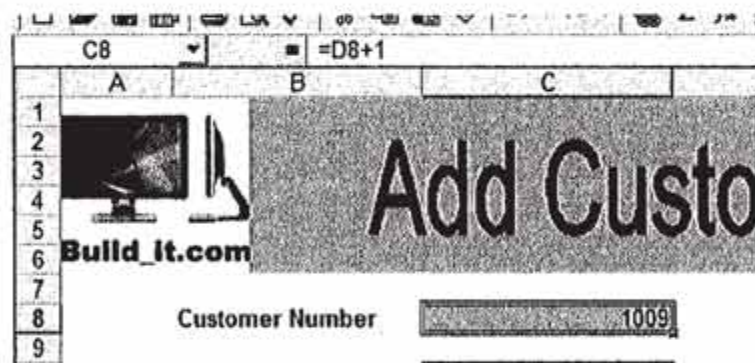 C8 = =D8+1
A B C
1
2
3
4
5
6
7
8
9
Add Custo
Build_it.com
Customer Number 1009